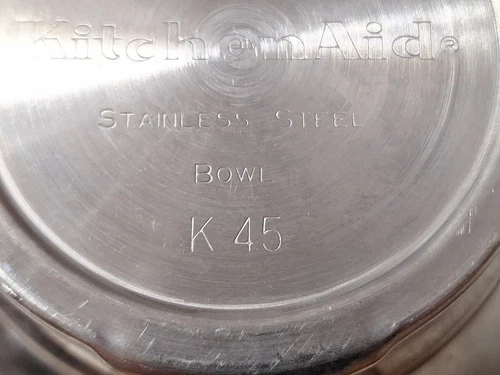 KitchenAid®
STAINLESS STEEL
BOWL
K 45